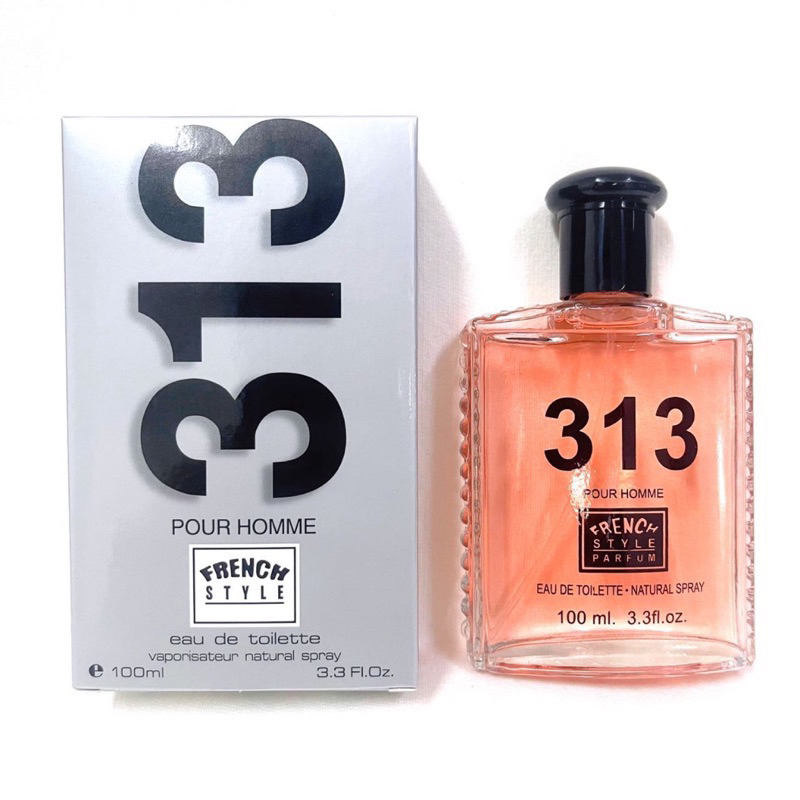 313
POUR HOMME
FRENCH
STYLE
eau de toilette
vaporisateur natural spray
e 100ml 3.3 Fl.Oz.
313
POUR HOMME
FRENCH
STYLE
PARFUM
EAU DE TOILETTE • NATURAL SPRAY
100 ml. 3.3fl.oz.